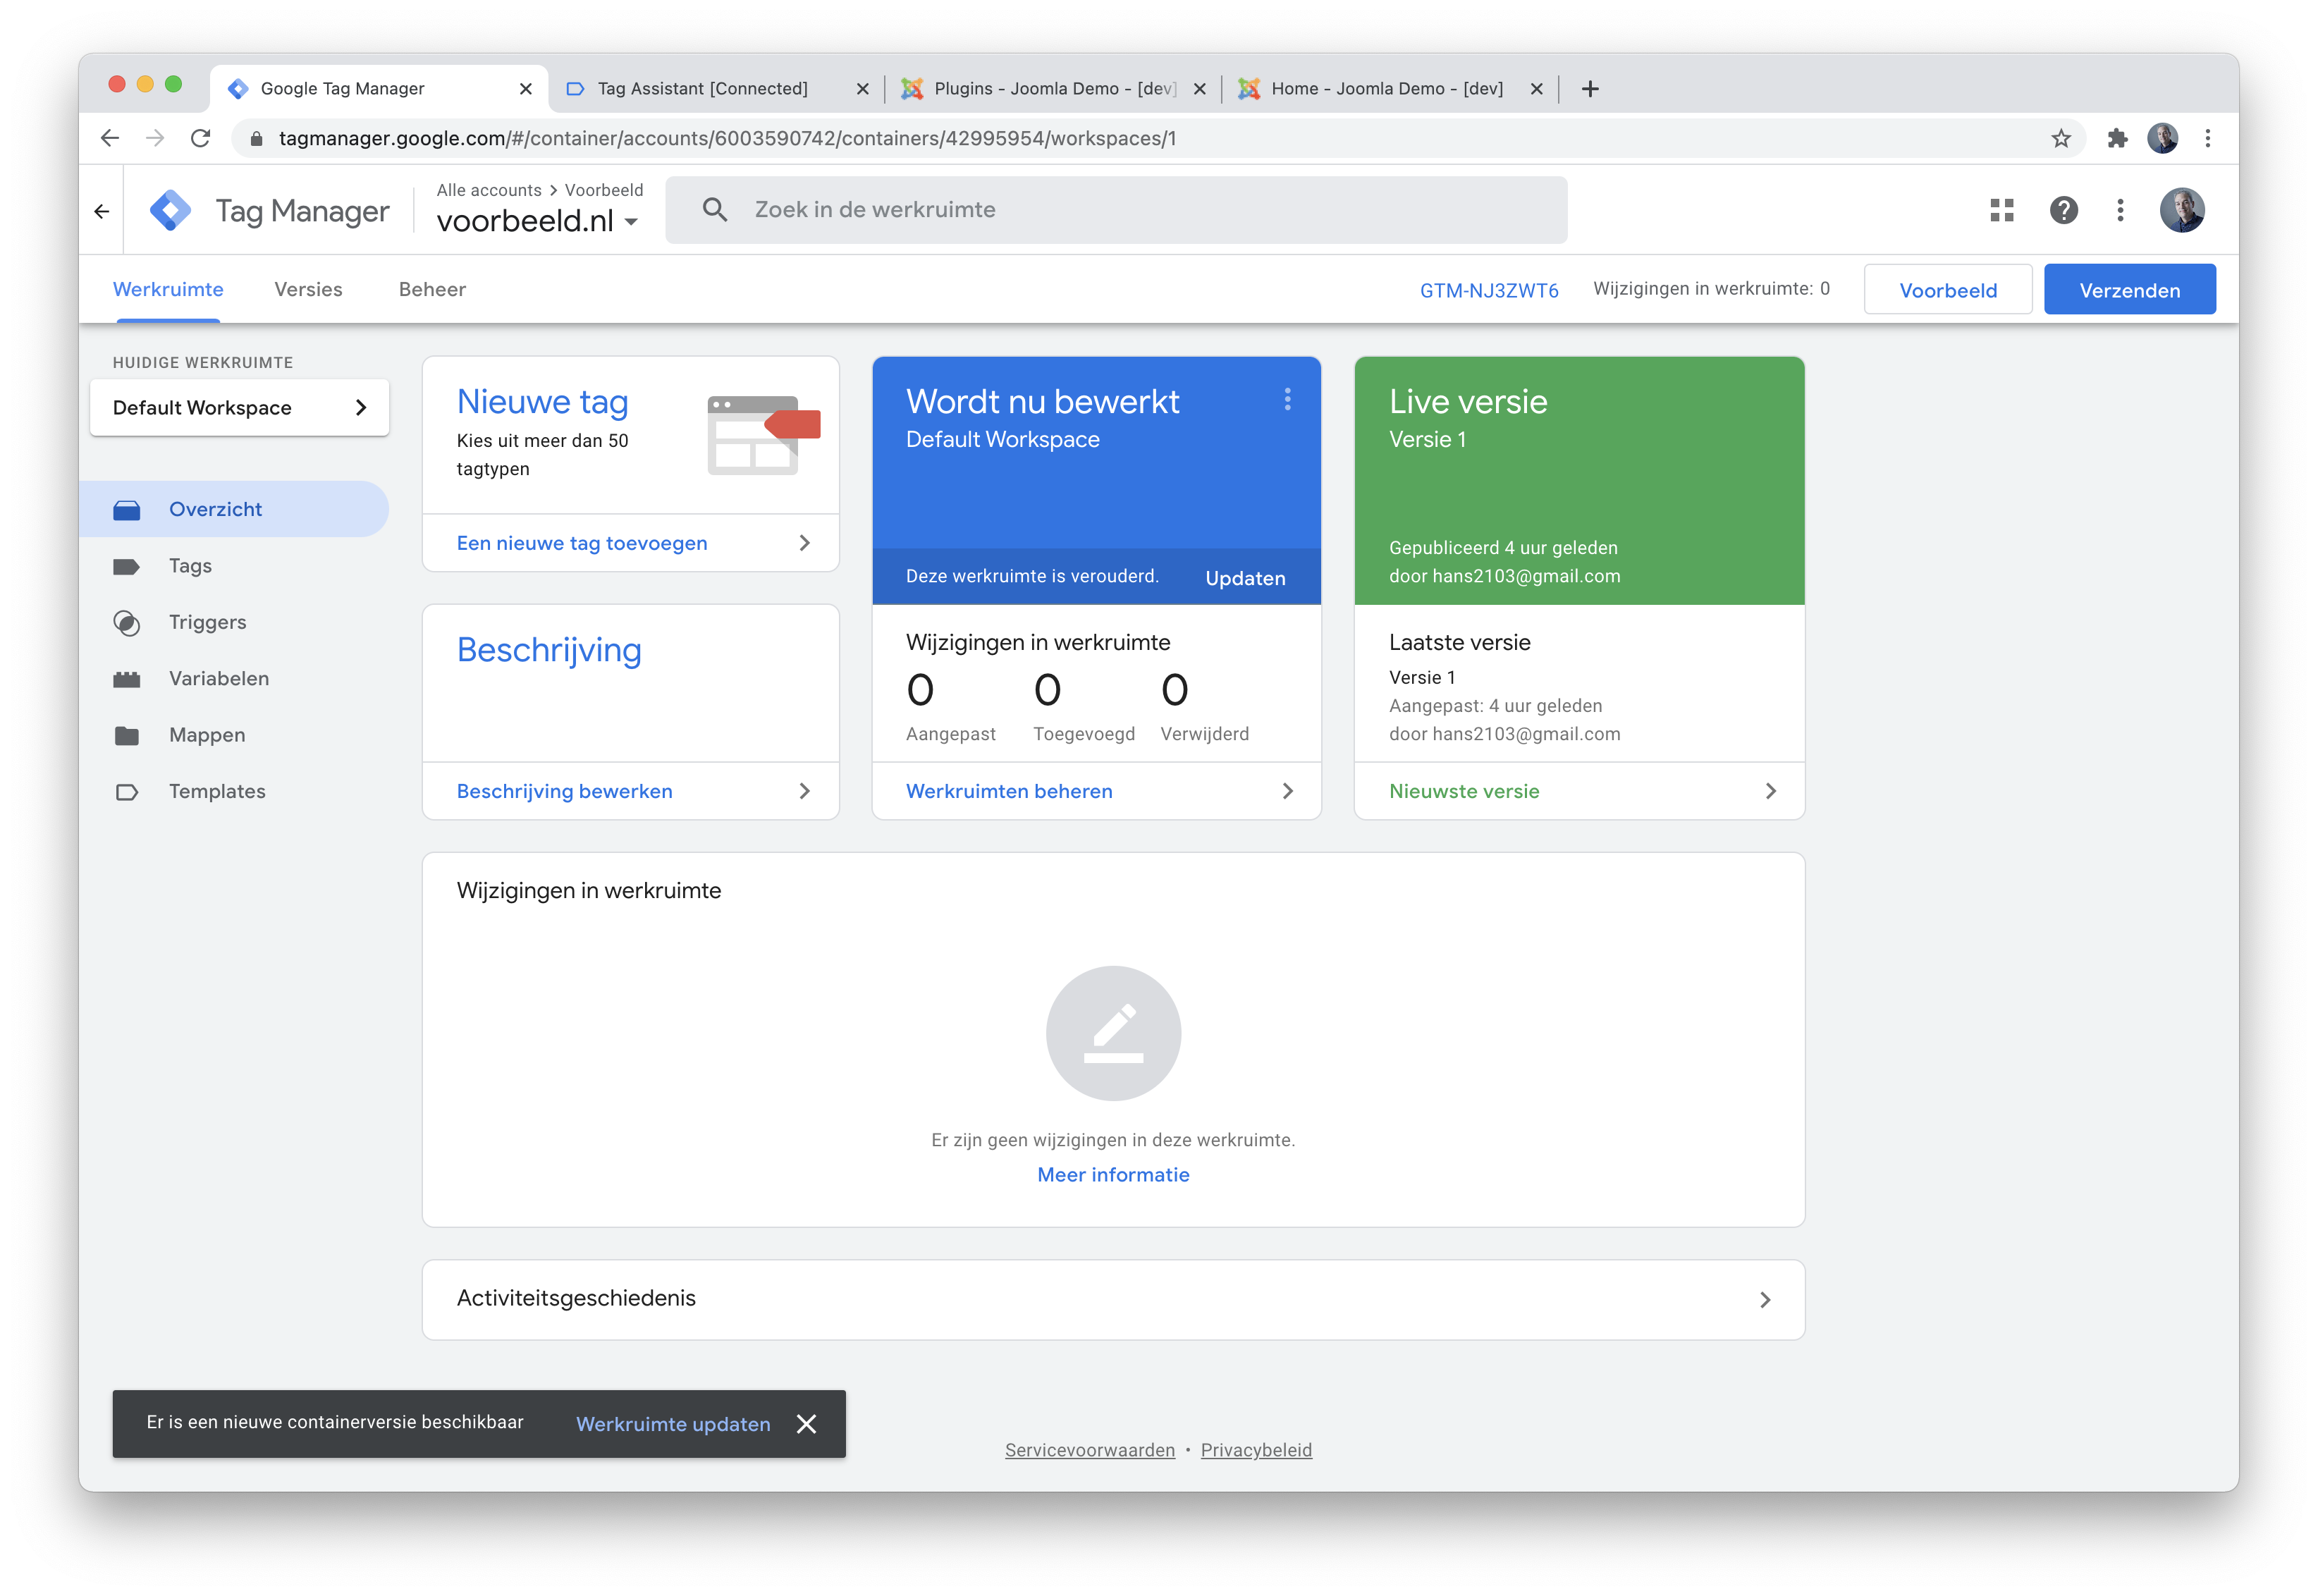 Google Tag Manager
Tag Assistant [Connected]
Plugins - Joomla Demo - [dev]
Home - Joomla Demo - [dev]
tagmanager.google.com/#/container/accounts/6003590742/containers/42995954/workspaces/1
Tag Manager
Alle accounts > Voorbeeld
voorbeeld.nl
Zoek in de werkruimte
Werkruimte
Versies
Beheer
GTM-NJ3ZWT6
Wijzigingen in werkruimte: 0
Voorbeeld
Verzenden
HUIDIGE WERKRUIMTE
Default Workspace
Overzicht
Tags
Triggers
Variabelen
Mappen
Templates
Nieuwe tag
Kies uit meer dan 50
tagtypen
Een nieuwe tag toevoegen
Beschrijving
Beschrijving bewerken
Wordt nu bewerkt
Default Workspace
Deze werkruimte is verouderd.
Updaten
Wijzigingen in werkruimte
0 0 0
Aangepast Toegevoegd Verwijderd
Werkruimten beheren
Live versie
Versie 1
Gepubliceerd 4 uur geleden
door hans2103@gmail.com
Laatste versie
Versie 1
Aangepast: 4 uur geleden
door hans2103@gmail.com
Nieuwste versie
Wijzigingen in werkruimte
Er zijn geen wijzigingen in deze werkruimte.
Meer informatie
Activiteitsgeschiedenis
Er is een nieuwe containerversie beschikbaar
Werkruimte updaten
Servicevoorwaarden • Privacybeleid